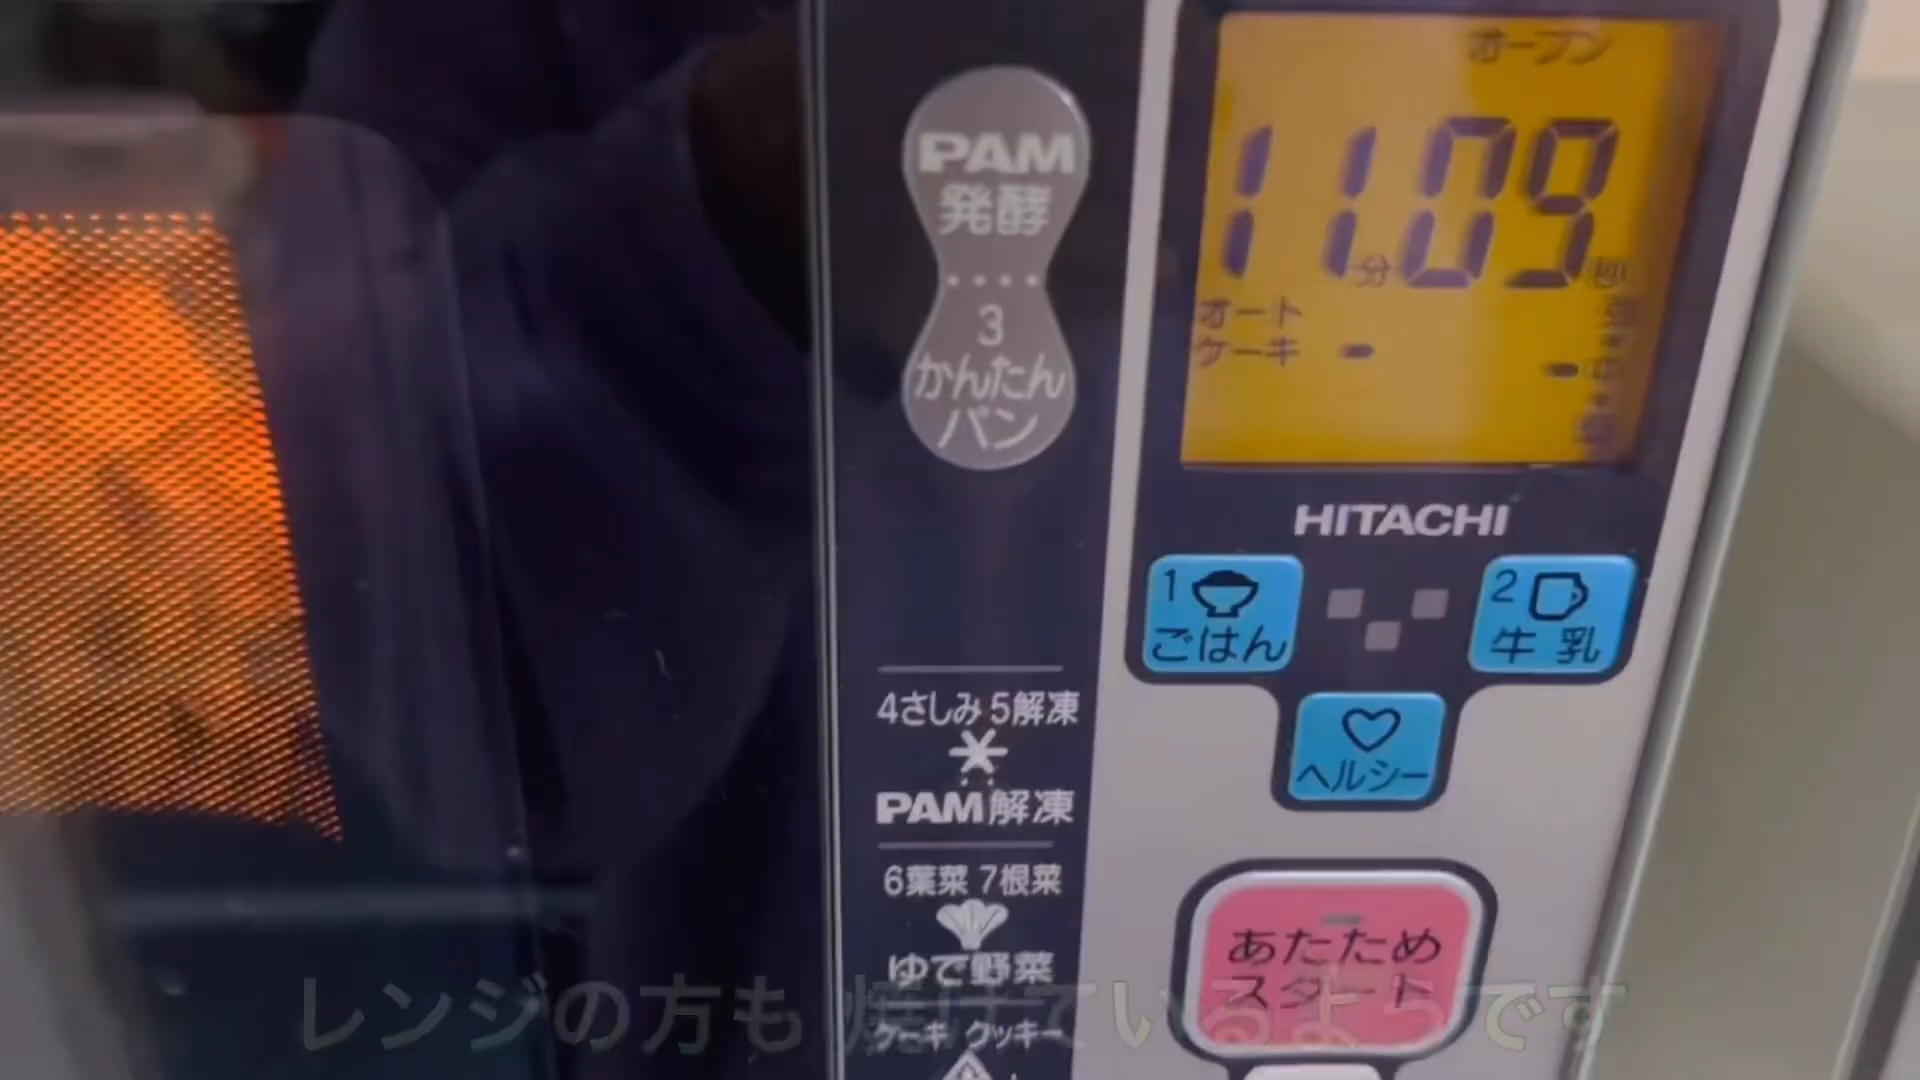 PAM
発酵
3
かんたん
パン
4さしみ 5解凍
PAM解凍
6葉菜 7根菜
ゆで野菜
ケーキ クッキー
オーブン
11分09秒
オート
ケーキ
中
HITACHI
1
ごはん
2
牛乳
ヘルシー
あたため
スタート
レンジの方も 焼けているようです